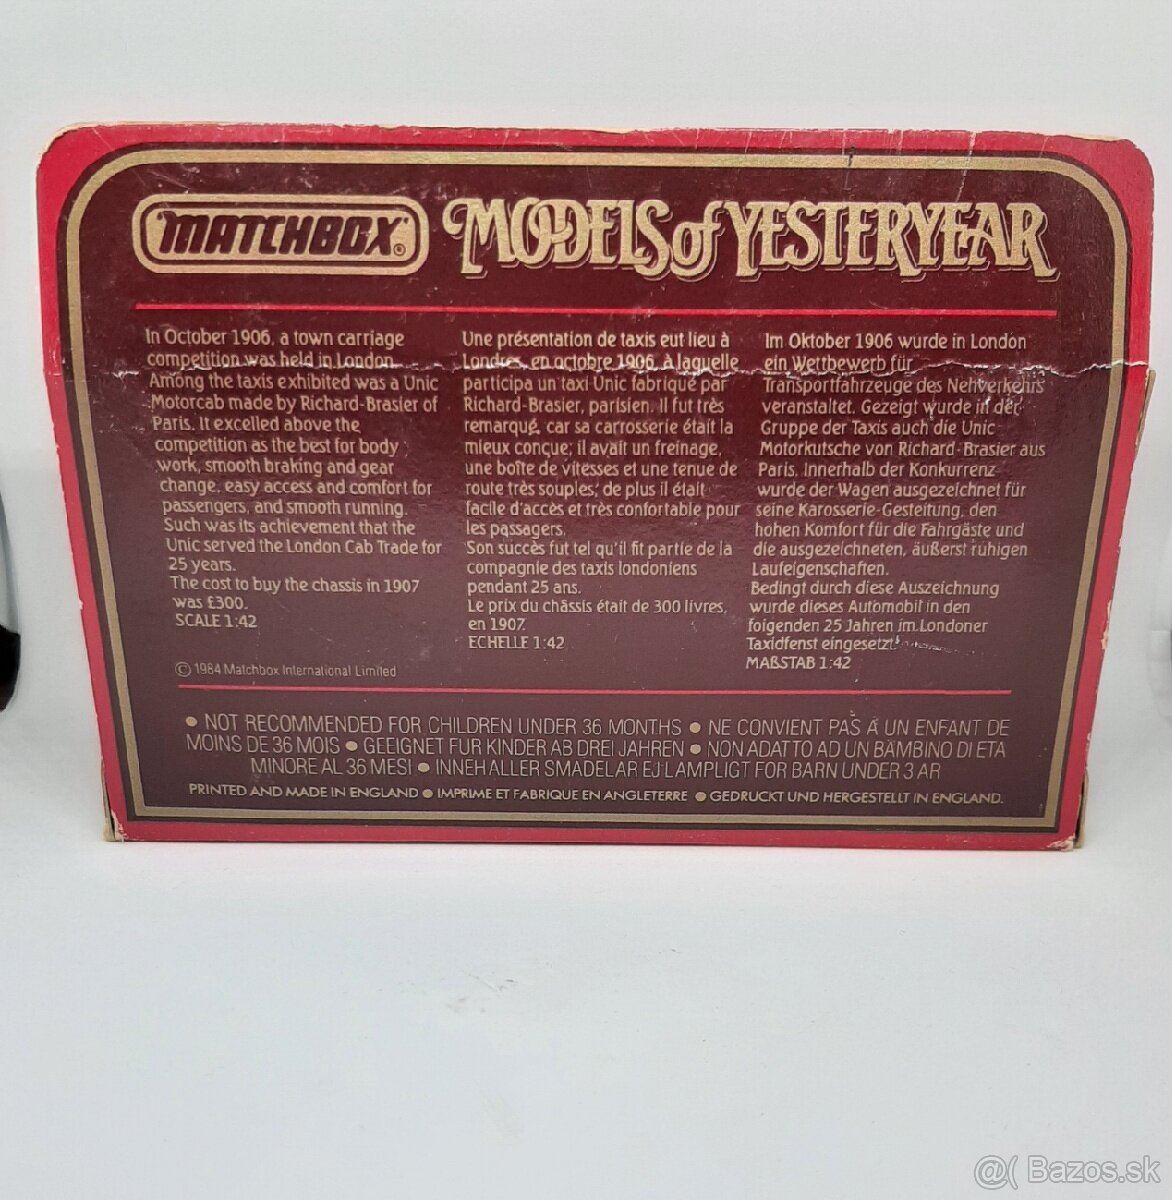 MATCHBOX® MODELS of YESTERYEAR
In October 1906, a town carriage
competition was held in London.
Among the taxis exhibited was a Unic
Motorcab made by Richard-Brasier of
Paris. It excelled above the
competition as the best for body
work, smooth braking and gear
change, easy access and comfort for
passengers, and smooth running.
Such was its achievement that the
Unic served the London Cab Trade for
25 years.
The cost to buy the chassis in 1907
was £300.
SCALE 1:42
© 1984 Matchbox International Limited
Une présentation de taxis eut lieu à
Londres, en octobre 1906, à laquelle
participa un taxi Unic fabriqué par
Richard-Brasier, parisien. Il fut très
remarqué, car sa carrosserie était la
mieux conçue; il avait un freinage,
une boîte de vitesses et une tenue de
route très souples; de plus il était
facile d'accès et très confortable pour
les passagers.
Son succès fut tel qu'il fit partie de la
compagnie des taxis londoniens
pendant 25 ans.
Le prix du châssis était de 300 livres,
en 1907.
ECHELLE 1:42
Im Oktober 1906 wurde in London
ein Wettbewerb für
Transportfahrzeuge des Nehverkehrs
veranstaltet. Gezeigt wurde in der
Gruppe der Taxis auch die Unic
Motorkutsche von Richard-Brasier aus
Paris. Innerhalb der Konkurrenz
wurde der Wagen ausgezeichnet für
seine Karosserie-Gesteitung, den
hohen Komfort für die Fahrgäste und
die ausgezeichneten, äußerst ruhigen
Laufeigenschaften.
Bedingt durch diese Auszeichnung
wurde dieses Automobil in den
folgenden 25 Jahren im Londoner
Taxidfenst eingesetzt.
MAßSTAB 1:42
● NOT RECOMMENDED FOR CHILDREN UNDER 36 MONTHS ● NE CONVIENT PAS À UN ENFANT DE
MOINS DE 36 MOIS ● GEEIGNET FUR KINDER AB DREI JAHREN ● NON ADATTO AD UN BAMBINO DI ETA
MINORE AL 36 MESI ● INNEHALLER SMADELAR EJ LAMPLIGT FOR BARN UNDER 3 AR
PRINTED AND MADE IN ENGLAND ● IMPRIME ET FABRIQUE EN ANGLETERRE ● GEDRUCKT UND HERGESTELLT IN ENGLAND.
@( Bazos.sk